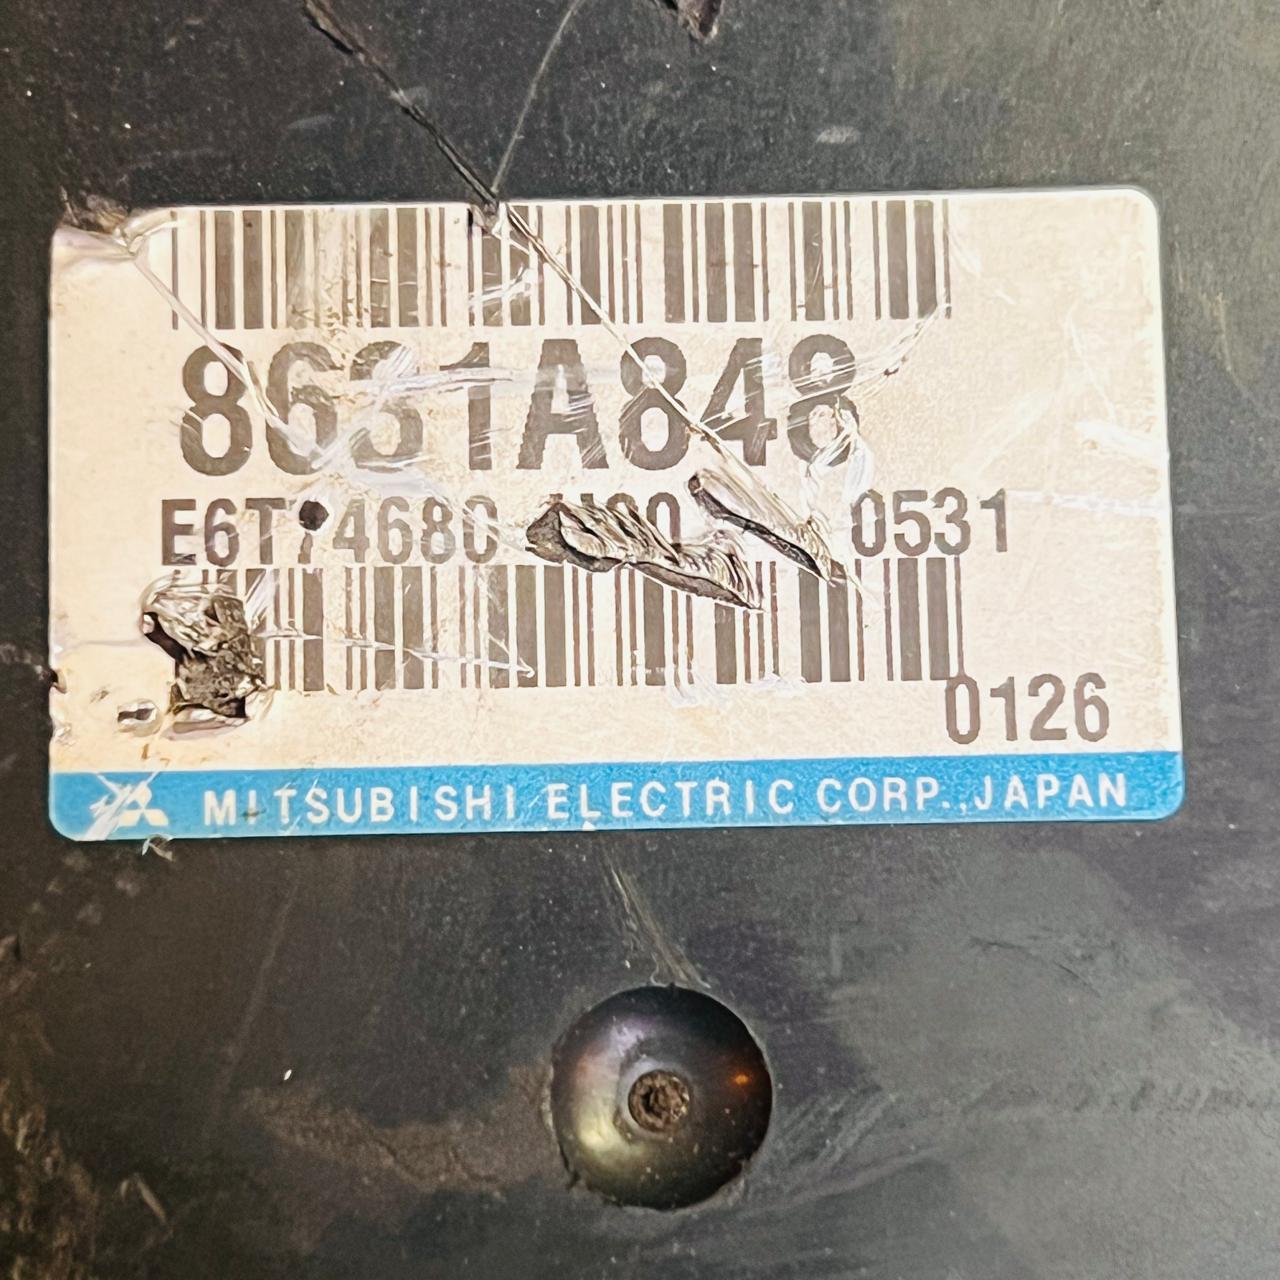 8631A848
0531
0126
MITSUBISHI ELECTRIC CORP., JAPAN